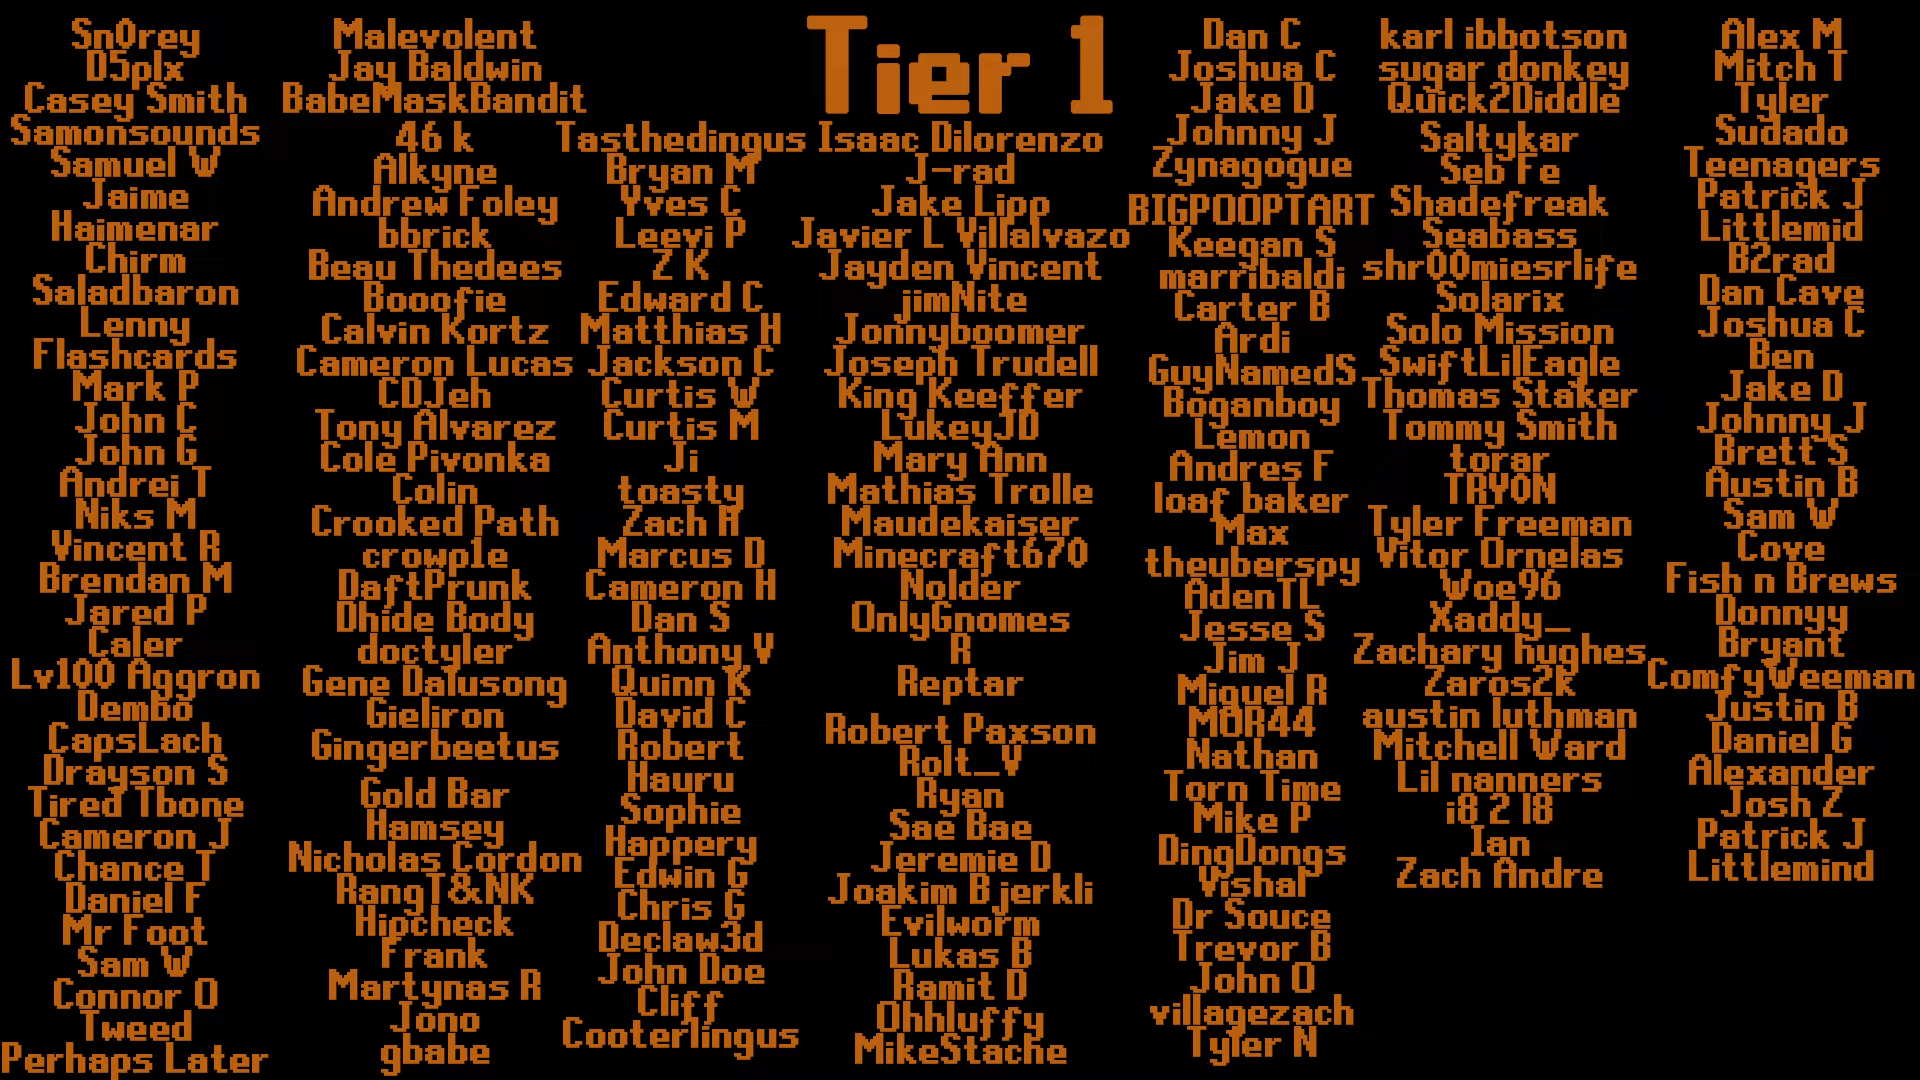 Tier 1
Sn0rey
D5plx
Casey Smith
Samonsounds
Samuel W
Jaime
Haimenar
Chirm
Saladbaron
Lenny
Flashcards
Mark P
John C
John G
Andrei T
Niks M
Vincent R
Brendan M
Jared P
Caler
Lv100 Aggron
Dembo
CapsLach
Drayson S
Tired Tbone
Cameron J
Chance T
Daniel F
Mr Foot
Sam W
Connor O
Tweed
Perhaps Later
Malevolent
Jay Baldwin
BabeMaskBandit
46 k
Alkyne
Andrew Foley
bbrick
Beau Thedees
Booofie
Calvin Kortz
Cameron Lucas
CDJeh
Tony Alvarez
Cole Pivonka
Colin
Crooked Path
crowple
DaftPrunk
Dhide Body
doctyler
Gene Dalusong
Gieliron
Gingerbeetus
Gold Bar
Hamsey
Nicholas Cordon
RangT&NK
Hipcheck
Frank
Martynas R
Jono
gbabe
Tasthedingus
Bryan M
Yves C
Leevi P
Z K
Edward C
Matthias H
Jackson C
Curtis W
Curtis M
Ji
toasty
Zach R
Marcus D
Cameron H
Dan S
Anthony V
Quinn K
David C
Robert
Hauru
Sophie
Happery
Edwin G
Chris G
Declaw3d
John Doe
Cliff
Cooterlingus
Isaac Dilorenzo
J-rad
Jake Lipp
Javier L Villalvazo
Jayden Vincent
jimNite
Jonnyboomer
Joseph Trudell
King Keeffer
LukeyJD
Mary Ann
Mathias Trolle
Maudekaiser
Minecraft670
Nolder
OnlyGnomes
R
Reptar
Robert Paxson
Rolt_V
Ryan
Sae Bae
Jeremie D
Joakim Bjerkli
Evilworm
Lukas B
Ramit D
Ohhluffy
MikeStache
Dan C
Joshua C
Jake D
Johnny J
Zynagogue
BIGPOOPTART
Keegan S
marribaldi
Carter B
Ardi
GuyNamedS
Boganboy
Lemon
Andres F
loaf baker
Max
theuberspy
AdenTL
Jesse S
Jim J
Miguel R
MOR44
Nathan
Torn Time
Mike P
DingDongs
Vishal
Dr Souce
Trevor B
John O
villagezach
Tyler N
karl ibbotson
sugar donkey
Quick2Diddle
Saltykar
Seb Fe
Shadefreak
Seabass
shr00miesrlife
Solarix
Solo Mission
SwiftLilEagle
Thomas Staker
Tommy Smith
torar
TRYON
Tyler Freeman
Vitor Ornelas
Woe96
Xaddy_
Zachary hughes
Zaros2k
austin luthman
Mitchell Ward
Lil nanners
i8 2 18
Ian
Zach Andre
Alex M
Mitch T
Tyler
Sudado
Teenagers
Patrick J
Littlemid
B2rad
Dan Cave
Joshua C
Ben
Jake D
Johnny J
Brett S
Austin B
Sam W
Cove
Fish n Brews
Donnyy
Bryant
ComfyWeeman
Justin B
Daniel G
Alexander
Josh Z
Patrick J
Littlemind